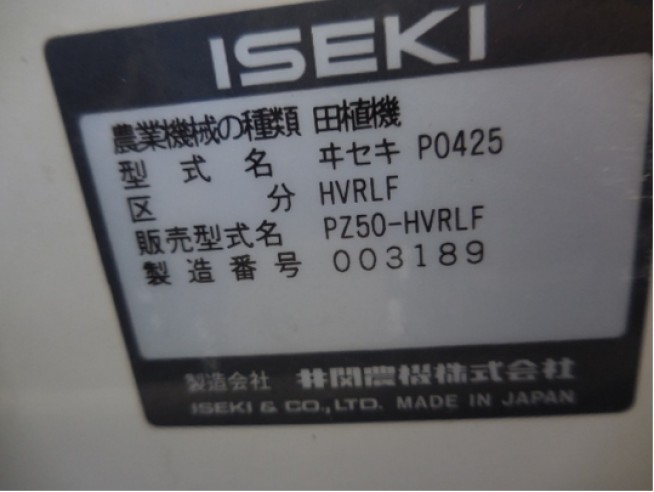 ISEKI
農業機械の種類 田植機
型式名 ヰセキ P0425
区分 HVRLF
販売型式名 PZ50-HVRLF
製造番号 003189
製造会社 井関農機株式会社
ISEKI & CO., LTD. MADE IN JAPAN